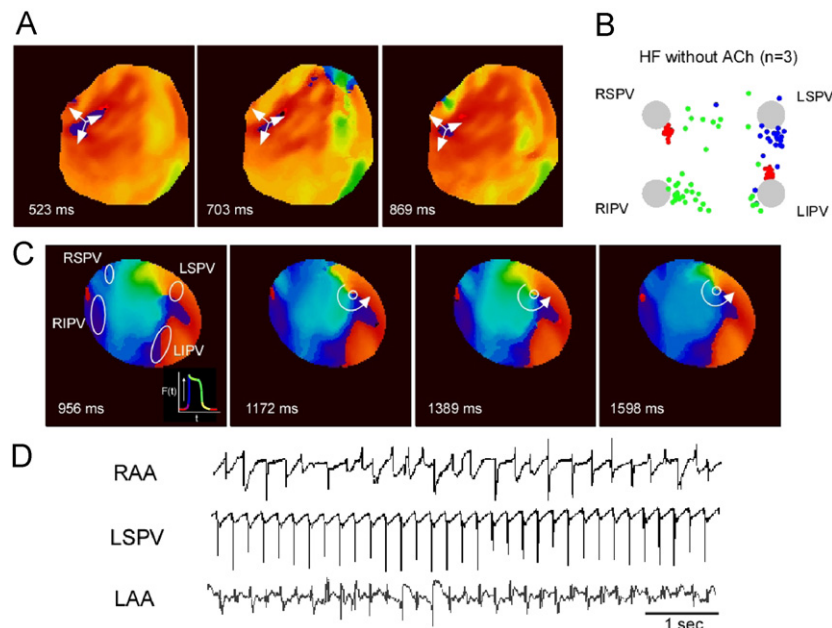 A
523 ms
703 ms
869 ms
B
HF without ACh (n=3)
RSPV
LSPV
RIPV
LIPV
C
RSPV
LSPV
RIPV
LIPV
F(t)
t
956 ms
1172 ms
1389 ms
1598 ms
D
RAA
LSPV
LAA
1 sec